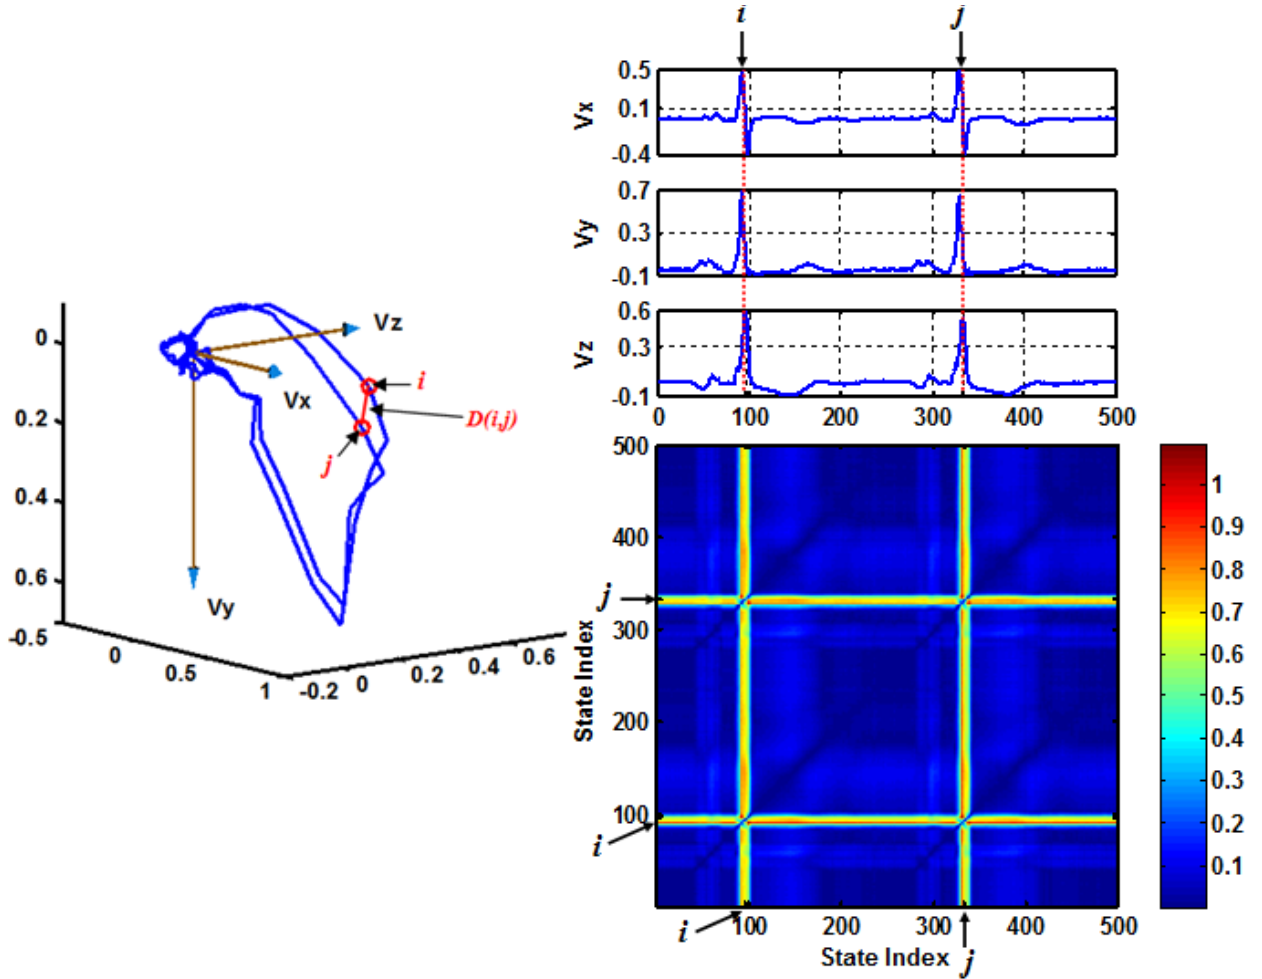 i j
0.5
0.1
-0.4
Vx
0.7
0.3
-0.1
Vy
0.6
0.3
-0.1
Vz
0 100 200 300 400 500
0
0.2
0.4
0.6
-0.5 0 0.5 1
-0.2 0 0.2 0.4 0.6
Vz
Vx
Vy
i
D(i,j)
j
500
400
300
200
100
State Index
j
i
100 200 300 400 500
i
State Index j
1
0.9
0.8
0.7
0.6
0.5
0.4
0.3
0.2
0.1